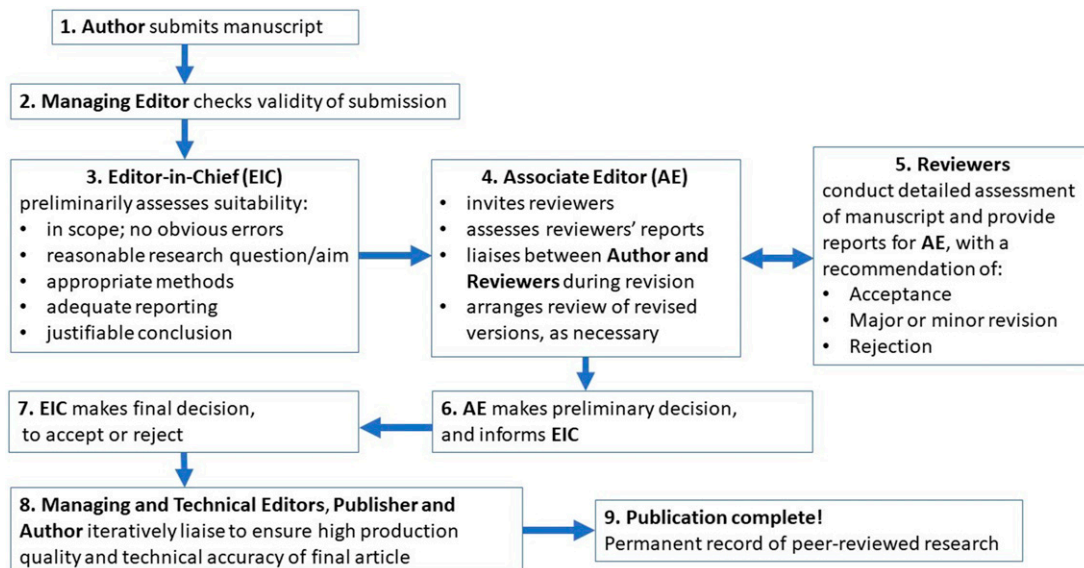 1. Author submits manuscript
2. Managing Editor checks validity of submission
3. Editor-in-Chief (EIC)
preliminarily assesses suitability:
• in scope; no obvious errors
• reasonable research question/aim
• appropriate methods
• adequate reporting
• justifiable conclusion
4. Associate Editor (AE)
• invites reviewers
• assesses reviewers’ reports
• liaises between Author and
Reviewers during revision
• arranges review of revised
versions, as necessary
5. Reviewers
conduct detailed assessment
of manuscript and provide
reports for AE, with a
recommendation of:
• Acceptance
• Major or minor revision
• Rejection
6. AE makes preliminary decision,
and informs EIC
7. EIC makes final decision,
to accept or reject
8. Managing and Technical Editors, Publisher and
Author iteratively liaise to ensure high production
quality and technical accuracy of final article
9. Publication complete!
Permanent record of peer-reviewed research